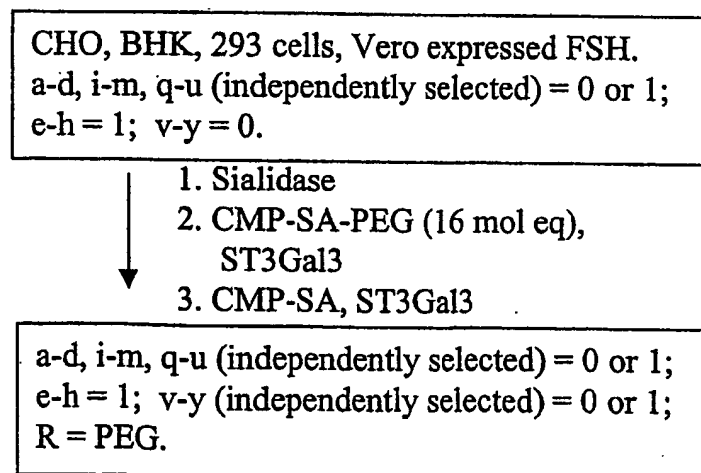 CHO, BHK, 293 cells, Vero expressed FSH.
a-d, i-m, q-u (independently selected) = 0 or 1;
e-h = 1; v-y = 0.
1. Sialidase
2. CMP-SA-PEG (16 mol eq),
ST3Gal3
3. CMP-SA, ST3Gal3
a-d, i-m, q-u (independently selected) = 0 or 1;
e-h = 1; v-y (independently selected) = 0 or 1;
R = PEG.